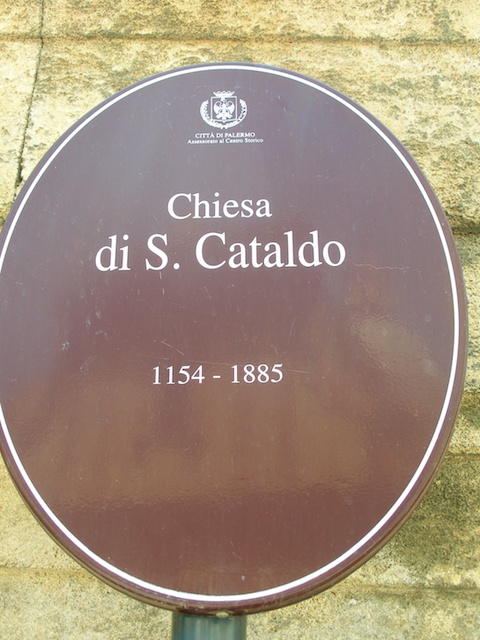 CITTÀ DI PALERMO
Assessorato al Centro Storico
Chiesa
di S. Cataldo
1154 - 1885